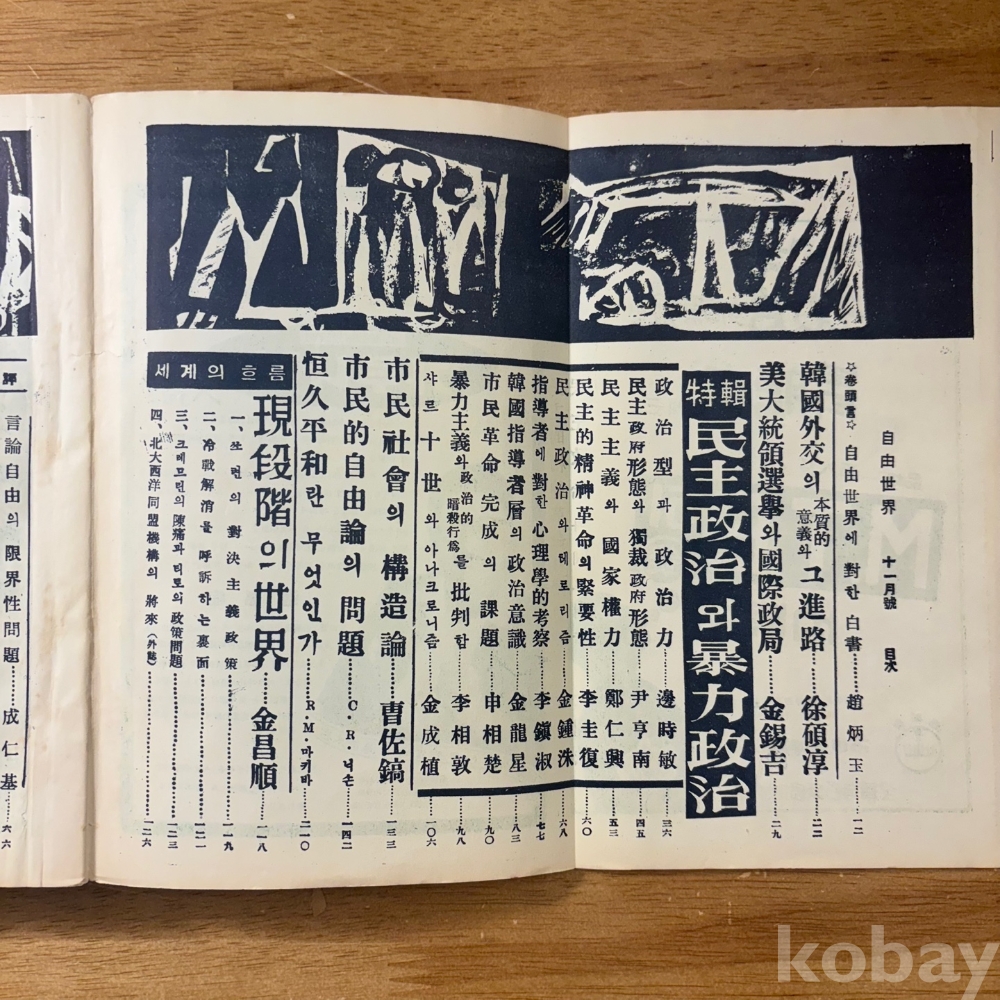 自由世界 十一月號 目次
☆卷頭言☆ 自由世界에 對한 白書 趙炳玉 一二
韓國外交의 本質的 意義와 그 進路 徐碩淳 二二
美大統領選擧와 國際政局 金錫吉 二九
特輯 民主政治와 暴力政治
政治型과 政治力 邊時敏 三六
民主政府形態와 獨裁政府形態 尹亨南 四五
民主主義와 國家權力 鄭仁興 五三
民主的精神革命의 緊要性 李圭復 六〇
民主政治와 테로리즘 金鍾洙 六八
指導者에 對한 心理學的 考察 李鎭淑 七七
韓國指導者層의 政治意識 金龍星 八三
市民革命完成의 課題 申相楚 九〇
暴力主義와 政治的 暗殺行爲를 批判함 李相敦 九八
샤르十世와 아나크로니즘 金成植 一〇六
市民社會의 構造論 曺佐鎬 一三三
市民的自由論의 問題 C・R・닉슨 一四二
恒久平和란 무엇인가 R・M・마키바 二一〇
세계의 흐름
現段階의 世界 金昌順 一一八
一、쏘련의 對決主義政策 一一九
二、冷戰解消를 呼訴하는 裏面 一二一
三、크레므린의 陳痛과 티토의 政策問題 一二三
四、北大西洋同盟機構의 將來 (外誌) 一二六
評
言論自由의 限界性問題 成仁基 六六
kobay